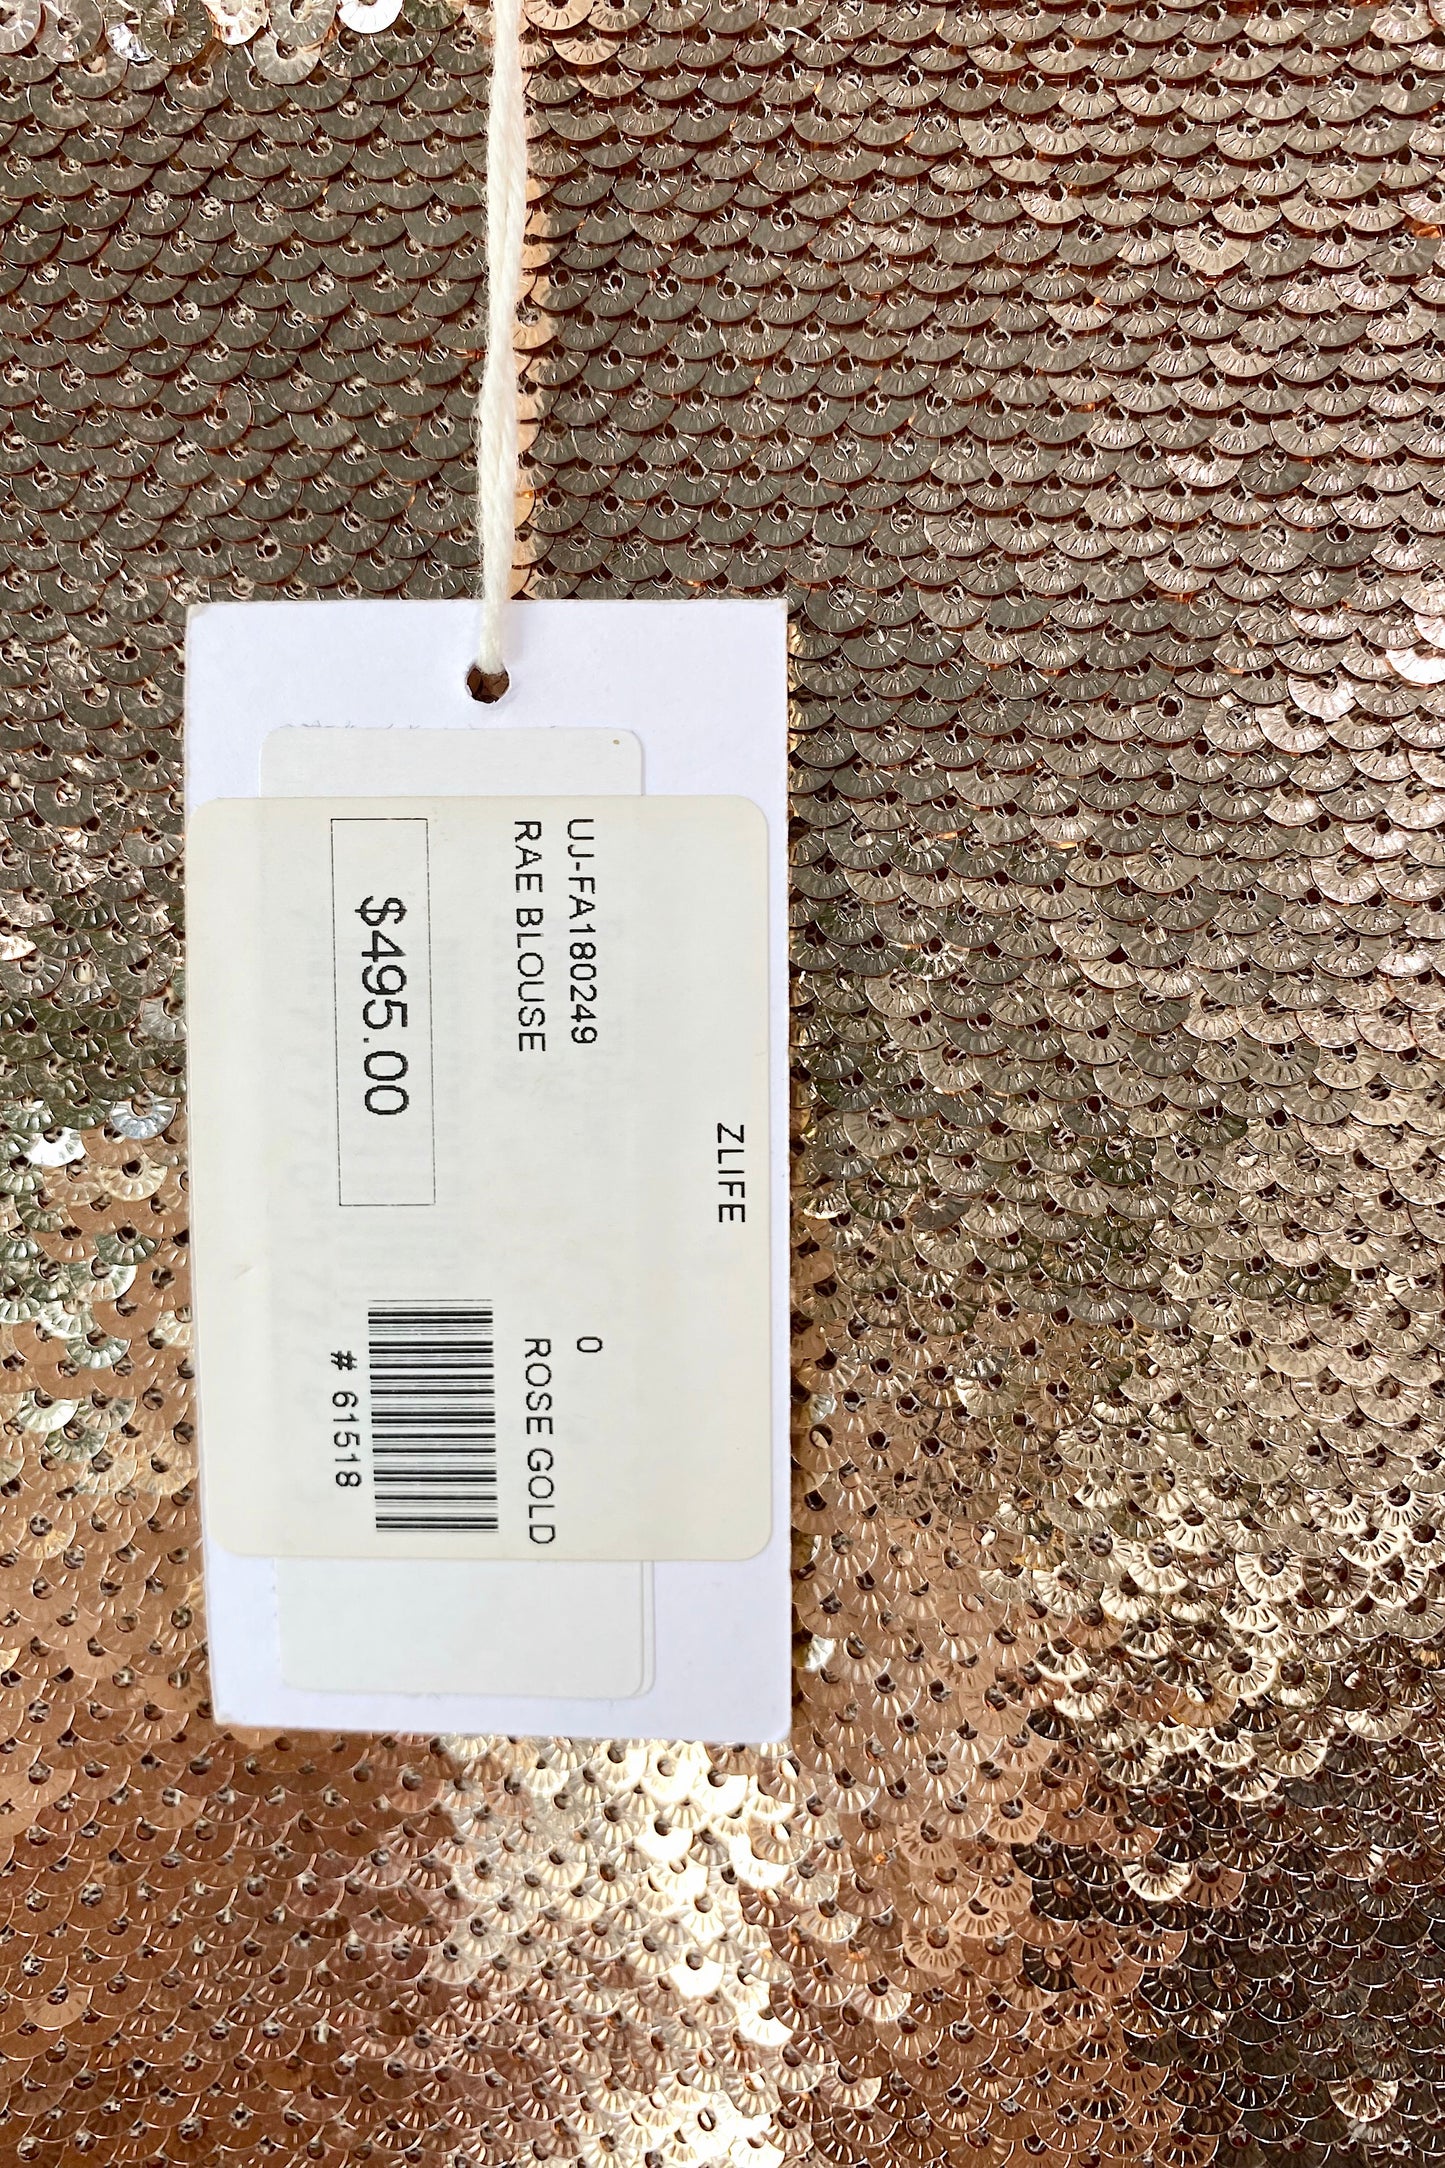 ZLIFE
UJ-FA180249 0
RAE BLOUSE ROSE GOLD
$495.00
# 61518